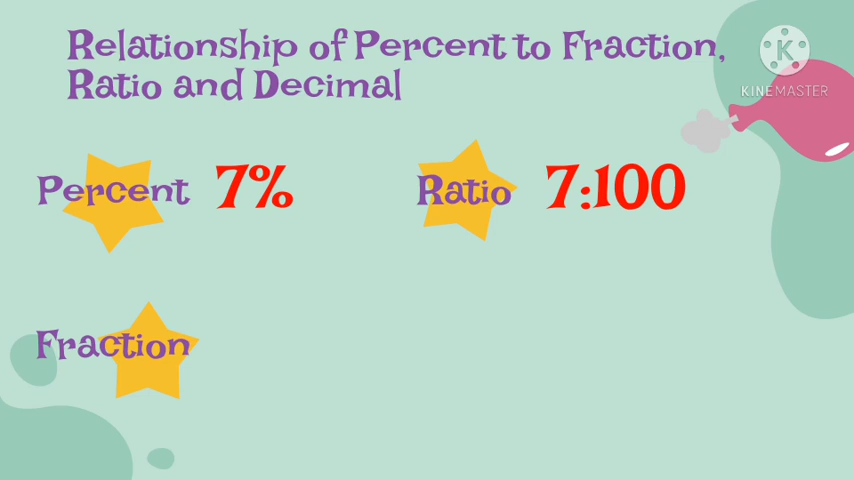 Relationship of Percent to Fraction,
Ratio and Decimal
KINEMASTER
Percent 7%
Ratio 7:100
Fraction